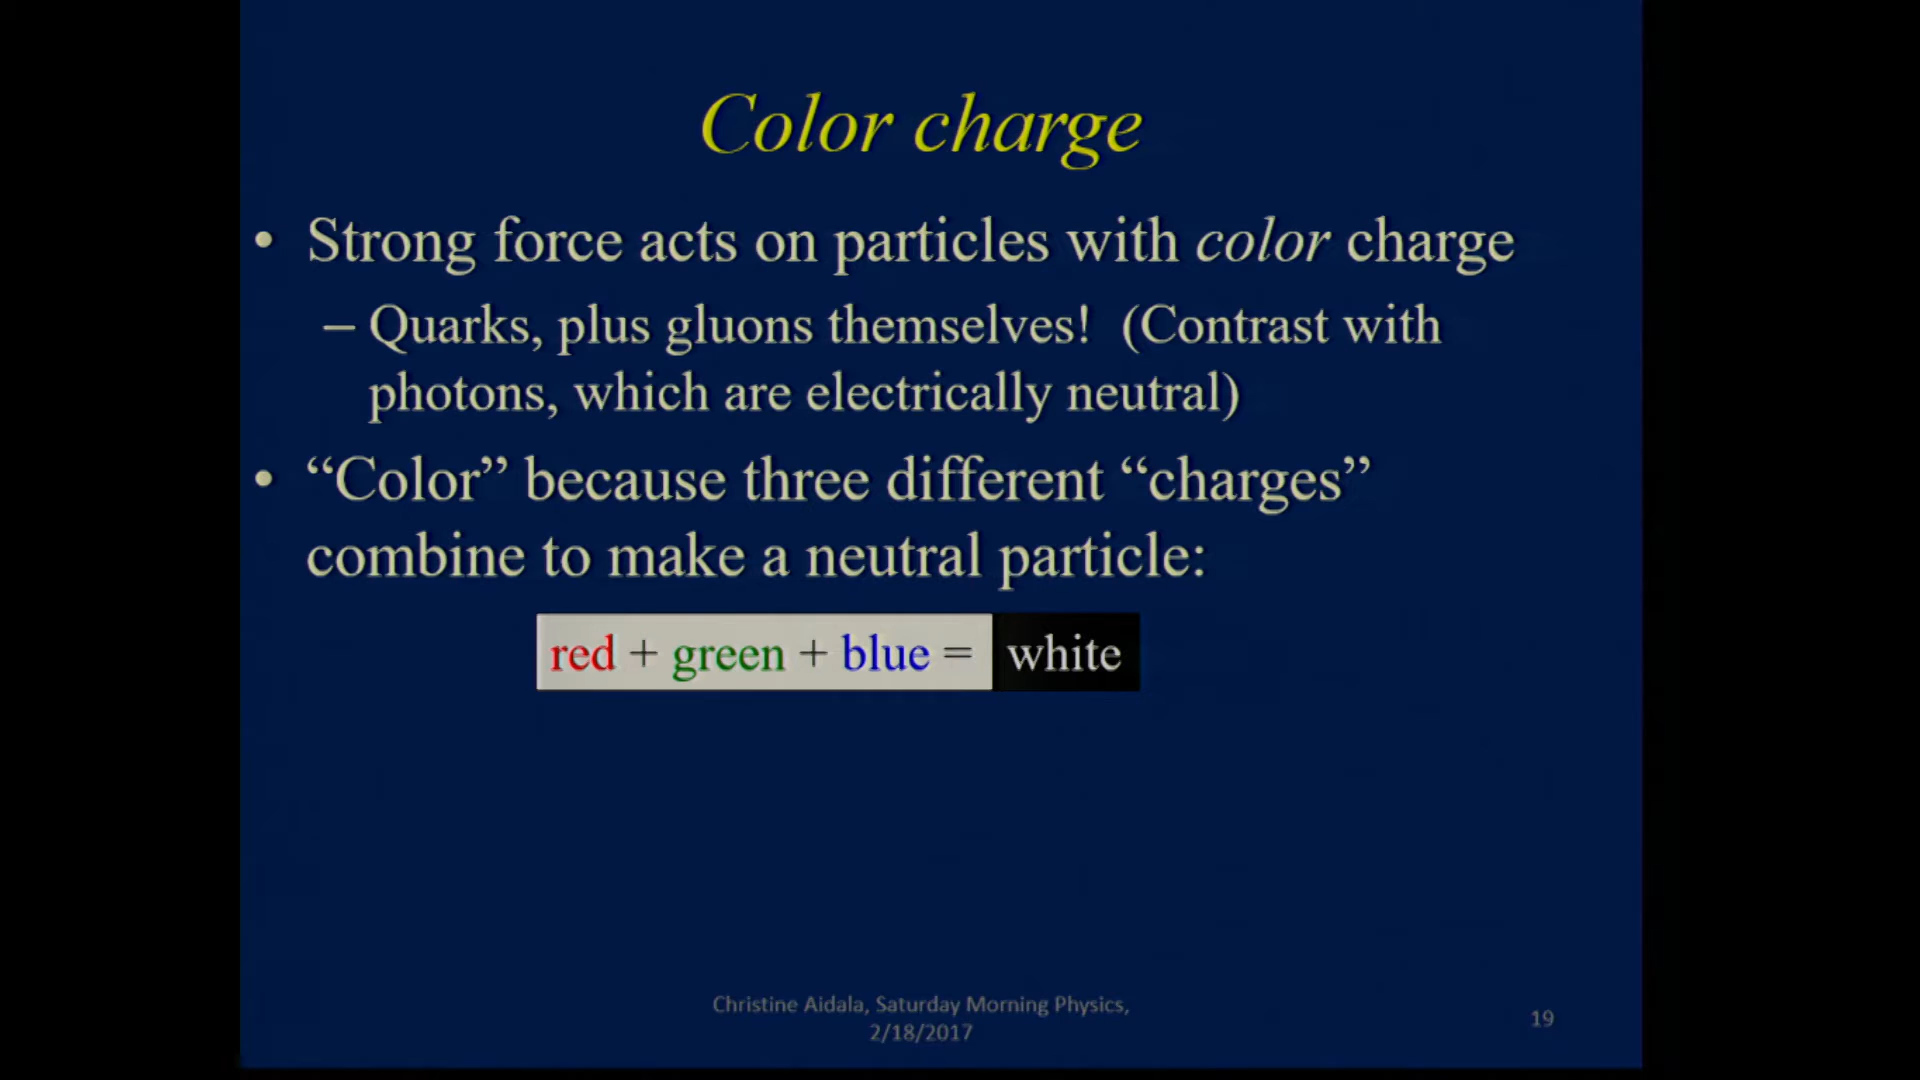 Color charge
• Strong force acts on particles with color charge
– Quarks, plus gluons themselves! (Contrast with
photons, which are electrically neutral)
• “Color” because three different “charges”
combine to make a neutral particle:
red + green + blue = white
Christine Aidala, Saturday Morning Physics,
2/18/2017
19